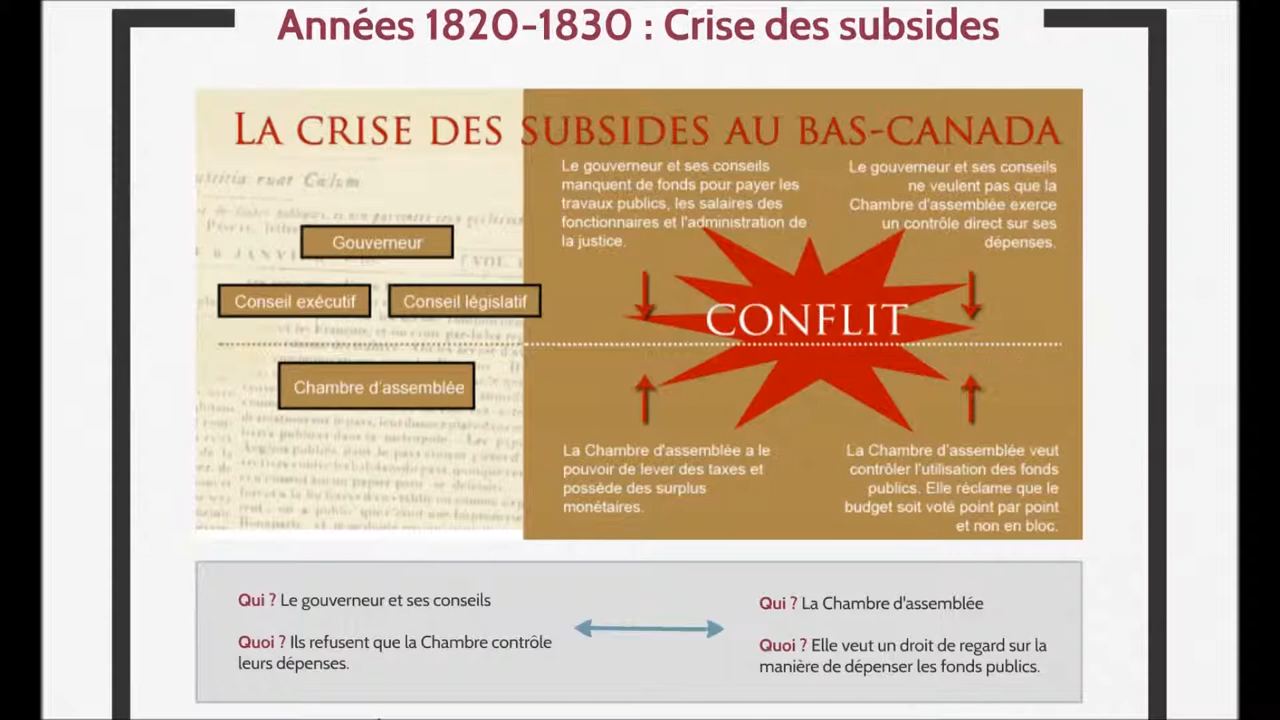 Années 1820-1830 : Crise des subsides
LA CRISE DES SUBSIDES AU BAS-CANADA
Gouverneur
Conseil exécutif
Conseil législatif
Chambre d'assemblée
Le gouverneur et ses conseils
manquent de fonds pour payer les
travaux publics, les salaires des
fonctionnaires et l'administration de
la justice.
Le gouverneur et ses conseils
ne veulent pas que la
Chambre d'assemblée exerce
un contrôle direct sur ses
dépenses.
CONFLIT
La Chambre d'assemblée a le
pouvoir de lever des taxes et
possède des surplus
monétaires.
La Chambre d'assemblée veut
contrôler l'utilisation des fonds
publics. Elle réclame que le
budget soit voté point par point
et non en bloc.
Qui ? Le gouverneur et ses conseils
Quoi ? Ils refusent que la Chambre contrôle
leurs dépenses.
Qui ? La Chambre d'assemblée
Quoi ? Elle veut un droit de regard sur la
manière de dépenser les fonds publics.